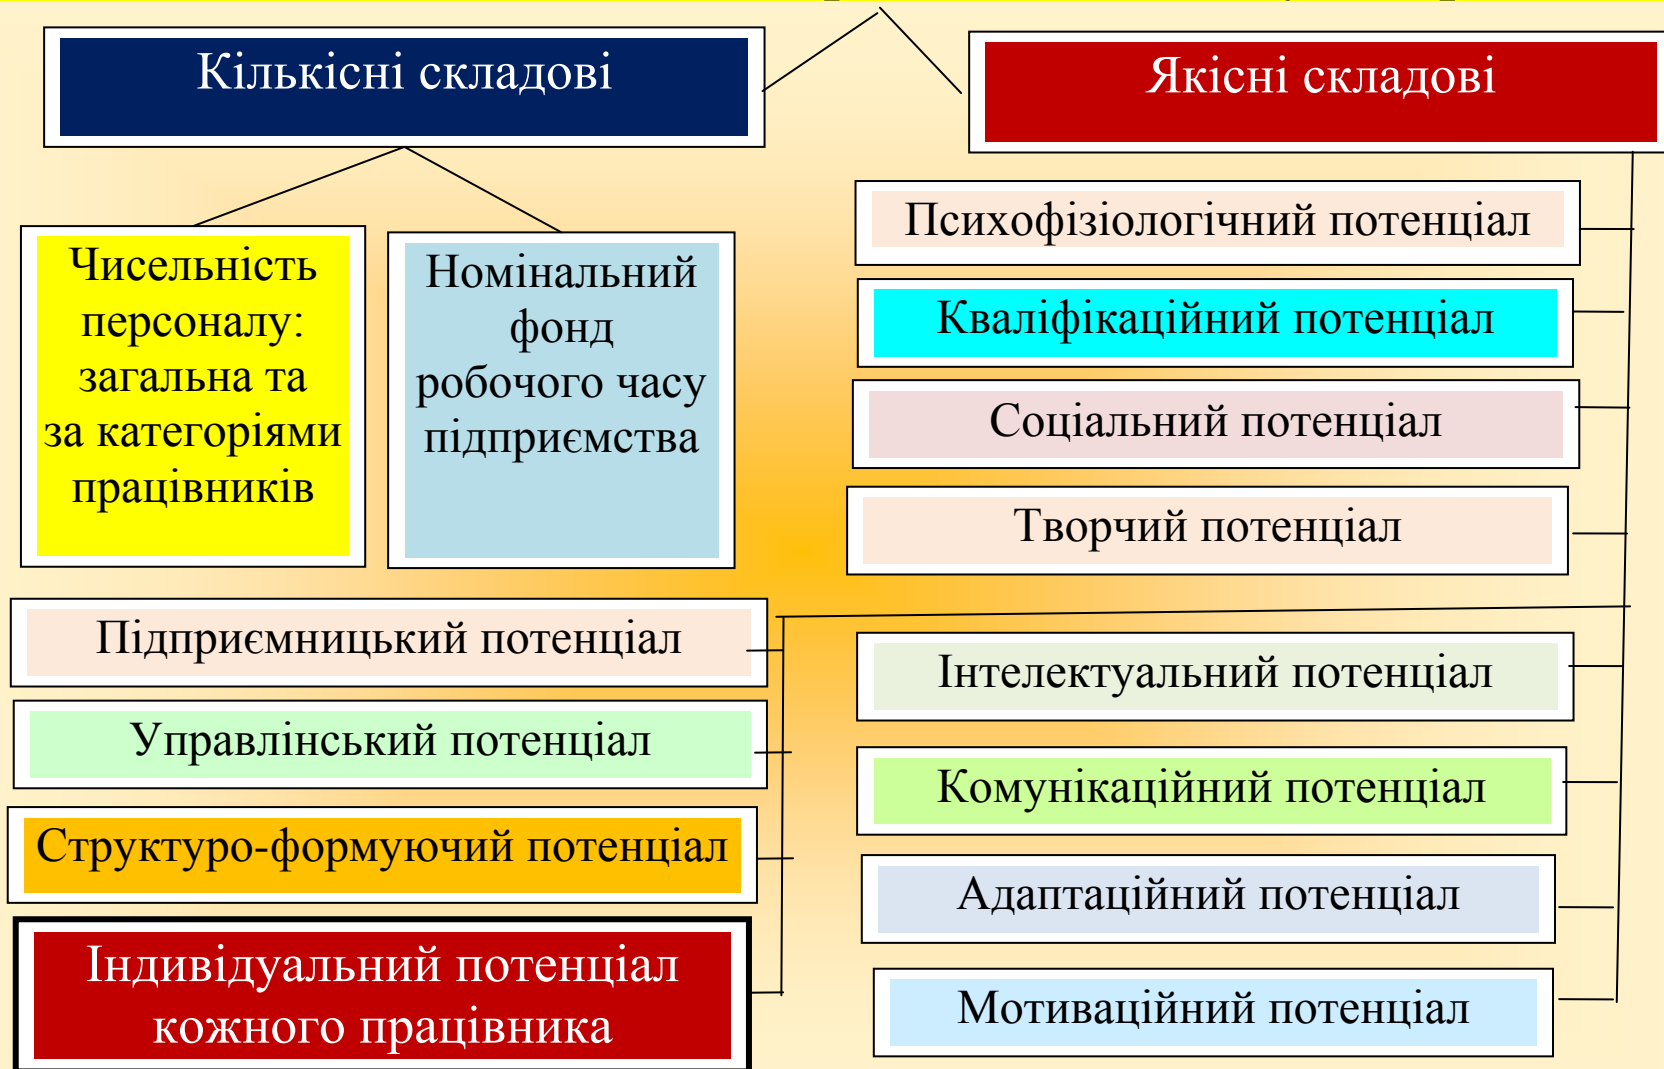 Кількісні складові
Якісні складові
Чисельність
персоналу:
загальна та
за категоріями
працівників
Номінальний
фонд
робочого часу
підприємства
Психофізіологічний потенціал
Кваліфікаційний потенціал
Соціальний потенціал
Творчий потенціал
Підприємницький потенціал
Управлінський потенціал
Структуро-формуючий потенціал
Індивідуальний потенціал
кожного працівника
Інтелектуальний потенціал
Комунікаційний потенціал
Адаптаційний потенціал
Мотиваційний потенціал